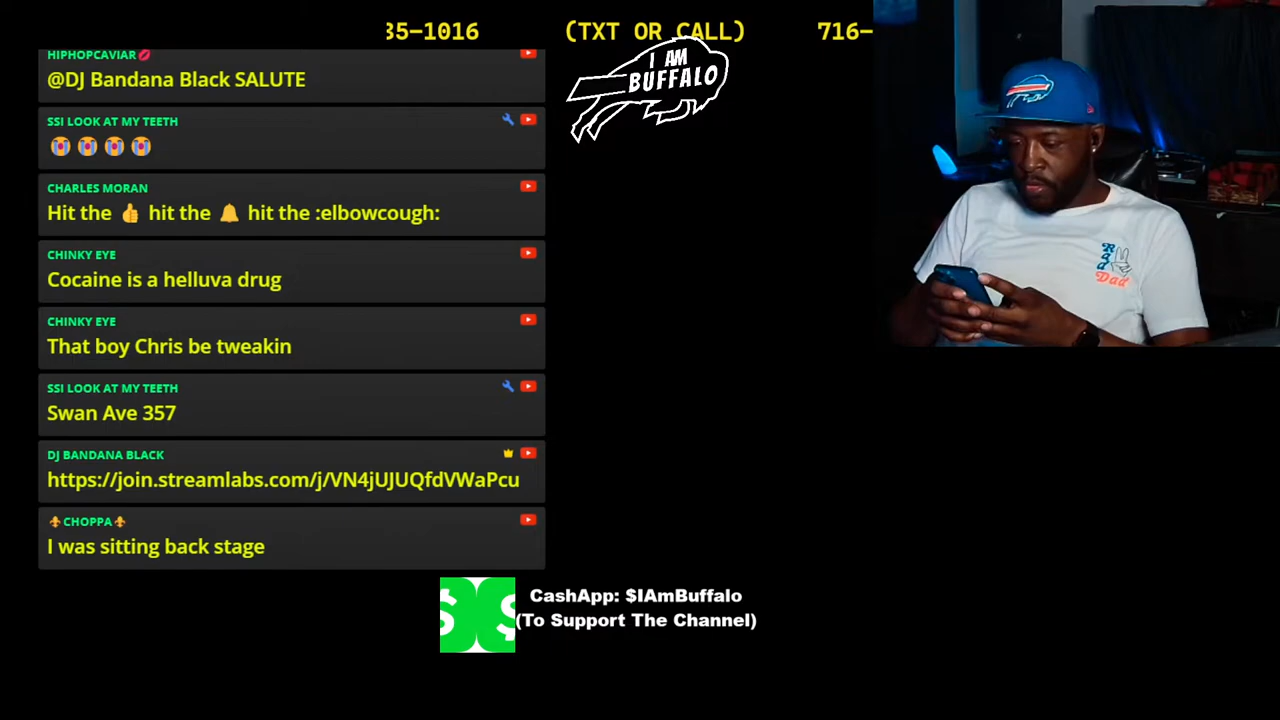 35-1016 (TXT OR CALL) 716-
I AM
BUFFALO
HIPHOPCAVIAR💋
@DJ Bandana Black SALUTE
SSI LOOK AT MY TEETH
😭 😭 😭 😭
CHARLES MORAN
Hit the 👍 hit the 🔔 hit the :elbowcough:
CHINKY EYE
Cocaine is a helluva drug
CHINKY EYE
That boy Chris be tweakin
SSI LOOK AT MY TEETH
Swan Ave 357
DJ BANDANA BLACK
https://join.streamlabs.com/j/VN4jUJUQfdVWaPcu
⚜CHOPPA⚜
I was sitting back stage
Rad
Dad
CashApp: $IAmBuffalo
(To Support The Channel)